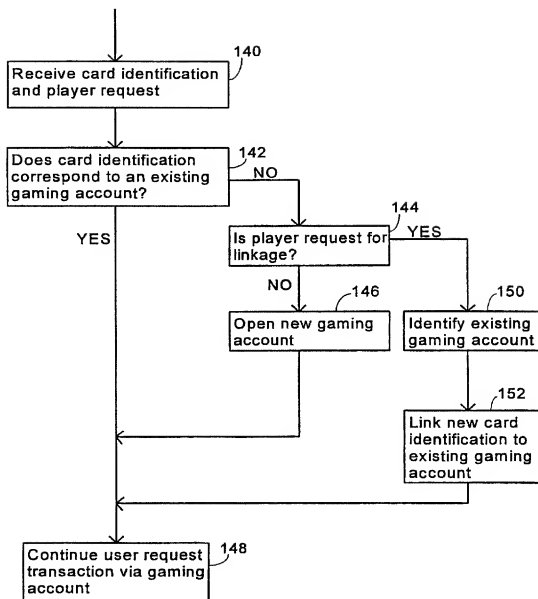 140
Receive card identification
and player request
142
Does card identification
correspond to an existing
gaming account?
NO
YES
144
Is player request for
linkage?
YES
NO
146
Open new gaming
account
150
Identify existing
gaming account
152
Link new card
identification to
existing gaming
account
148
Continue user request
transaction via gaming
account